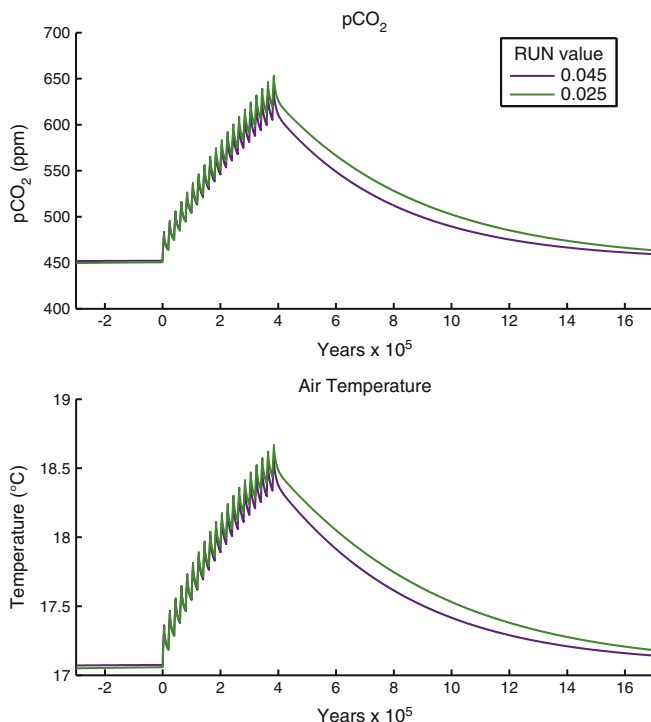 pCO2
700
650
600
550
500
450
400
pCO2 (ppm)
RUN value
0.045
0.025
-2 0 2 4 6 8 10 12 14 16
Years x 10^5
Air Temperature
19
18.5
18
17.5
17
Temperature (°C)
-2 0 2 4 6 8 10 12 14 16
Years x 10^5